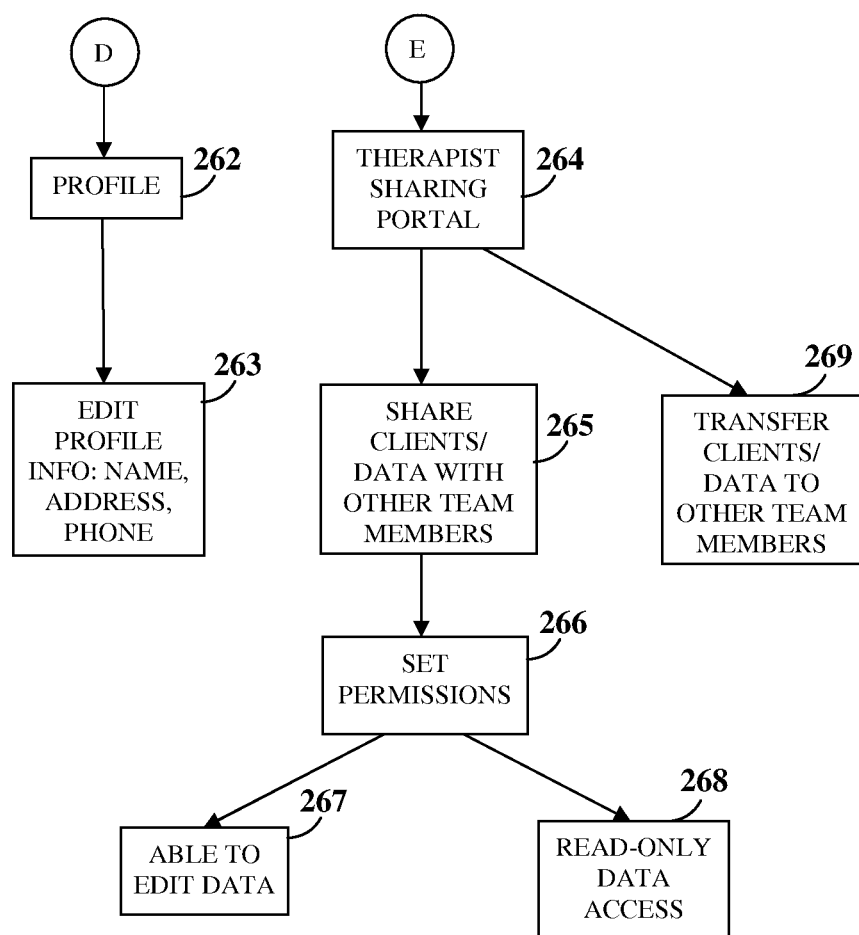 D
E
262
PROFILE
264
THERAPIST
SHARING
PORTAL
263
EDIT
PROFILE
INFO: NAME,
ADDRESS,
PHONE
265
SHARE
CLIENTS/
DATA WITH
OTHER TEAM
MEMBERS
269
TRANSFER
CLIENTS/
DATA TO
OTHER TEAM
MEMBERS
266
SET
PERMISSIONS
267
ABLE TO
EDIT DATA
268
READ-ONLY
DATA
ACCESS